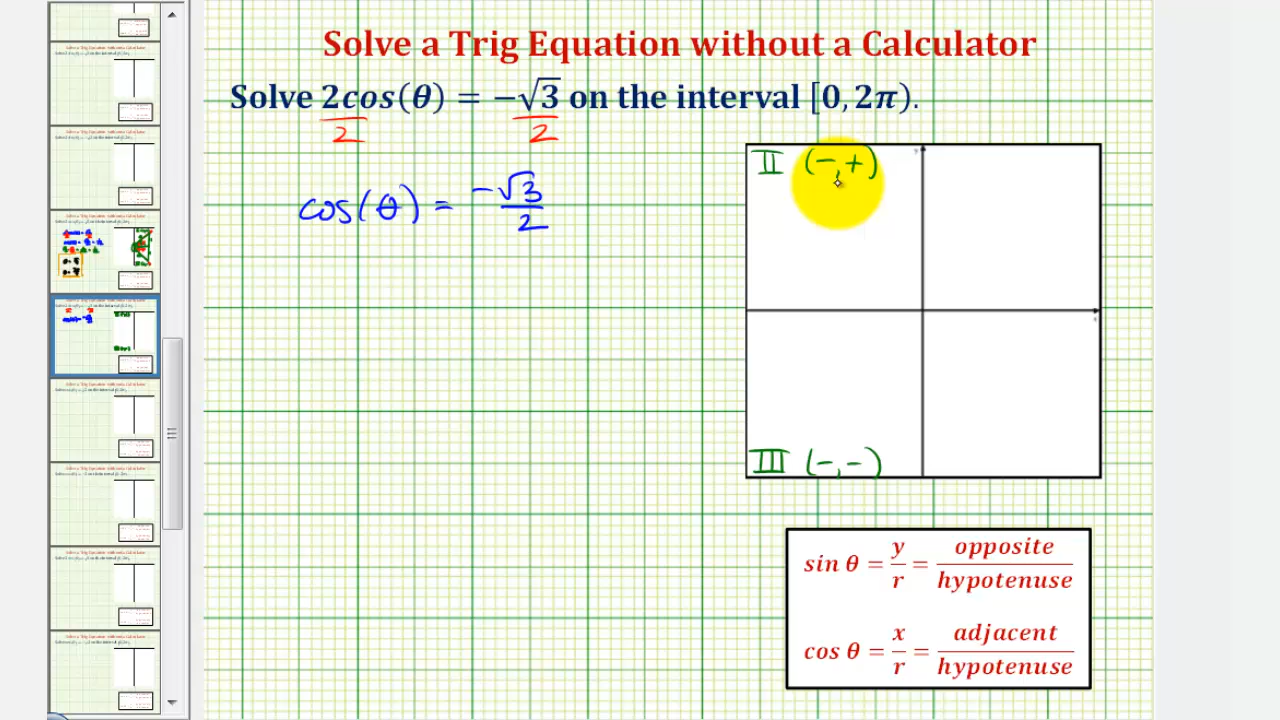 Solve a Trig Equation without a Calculator
Solve 2cos(θ) = −√3 on the interval [0, 2π).
2 2
cos(θ) = -√3/2
II (-,+)
y
x
III (-,-)
sin θ = y/r = opposite/hypotenuse
cos θ = x/r = adjacent/hypotenuse